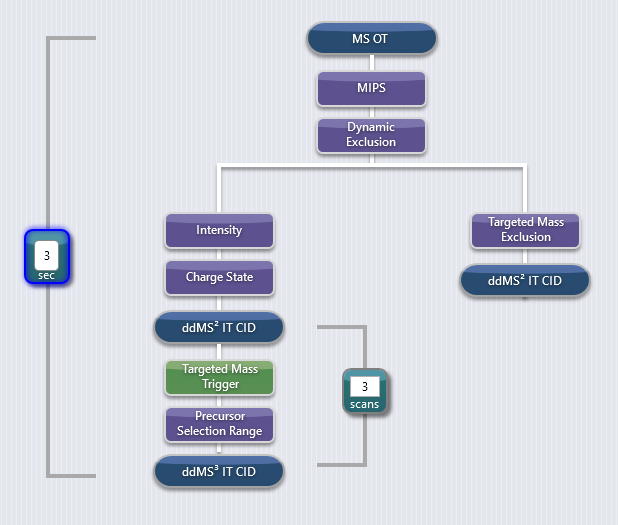 MS OT
MIPS
Dynamic
Exclusion
Intensity
Targeted Mass
Exclusion
3
sec
Charge State
ddMS² IT CID
ddMS² IT CID
Targeted Mass
Trigger
3
scans
Precursor
Selection Range
ddMS³ IT CID